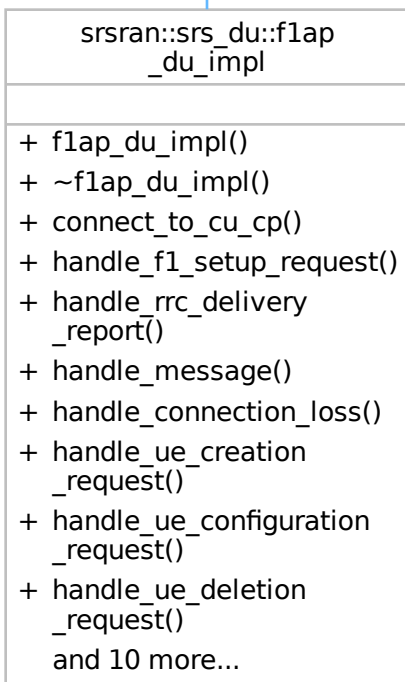 srsran::srs_du::f1ap
_du_impl
+ f1ap_du_impl()
+ ~f1ap_du_impl()
+ connect_to_cu_cp()
+ handle_f1_setup_request()
+ handle_rrc_delivery
_report()
+ handle_message()
+ handle_connection_loss()
+ handle_ue_creation
_request()
+ handle_ue_configuration
_request()
+ handle_ue_deletion
_request()
and 10 more...